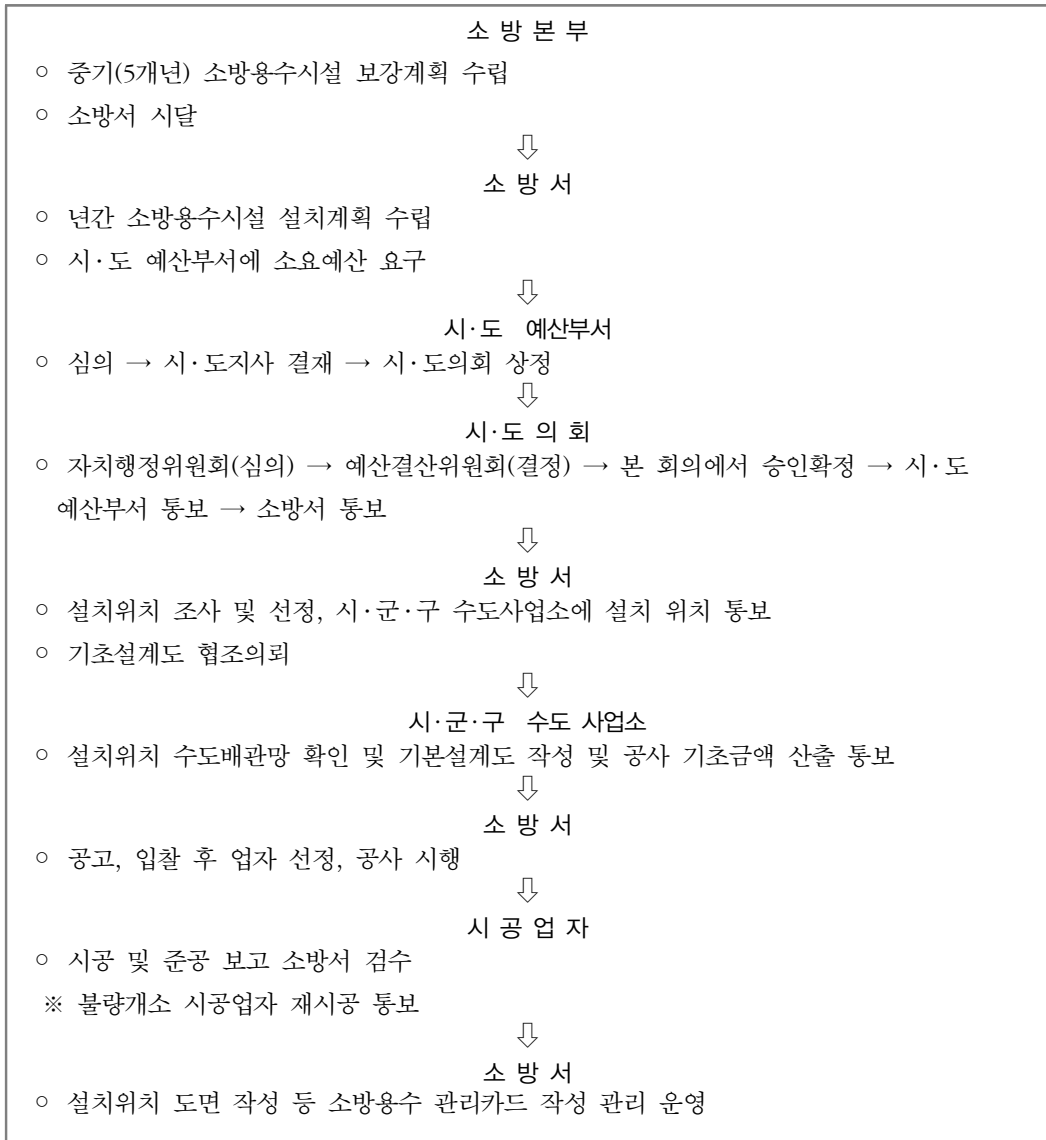 소 방 본 부
○ 중기(5개년) 소방용수시설 보강계획 수립
○ 소방서 시달
⇩
소 방 서
○ 년간 소방용수시설 설치계획 수립
○ 시·도 예산부서에 소요예산 요구
⇩
시·도 예산부서
○ 심의 → 시·도지사 결재 → 시·도의회 상정
⇩
시·도 의 회
○ 자치행정위원회(심의) → 예산결산위원회(결정) → 본 회의에서 승인확정 → 시·도
예산부서 통보 → 소방서 통보
⇩
소 방 서
○ 설치위치 조사 및 선정, 시·군·구 수도사업소에 설치 위치 통보
○ 기초설계도 협조의뢰
⇩
시·군·구 수도 사업소
○ 설치위치 수도배관망 확인 및 기본설계도 작성 및 공사 기초금액 산출 통보
⇩
소 방 서
○ 공고, 입찰 후 업자 선정, 공사 시행
⇩
시 공 업 자
○ 시공 및 준공 보고 소방서 검수
※ 불량개소 시공업자 재시공 통보
⇩
소 방 서
○ 설치위치 도면 작성 등 소방용수 관리카드 작성 관리 운영